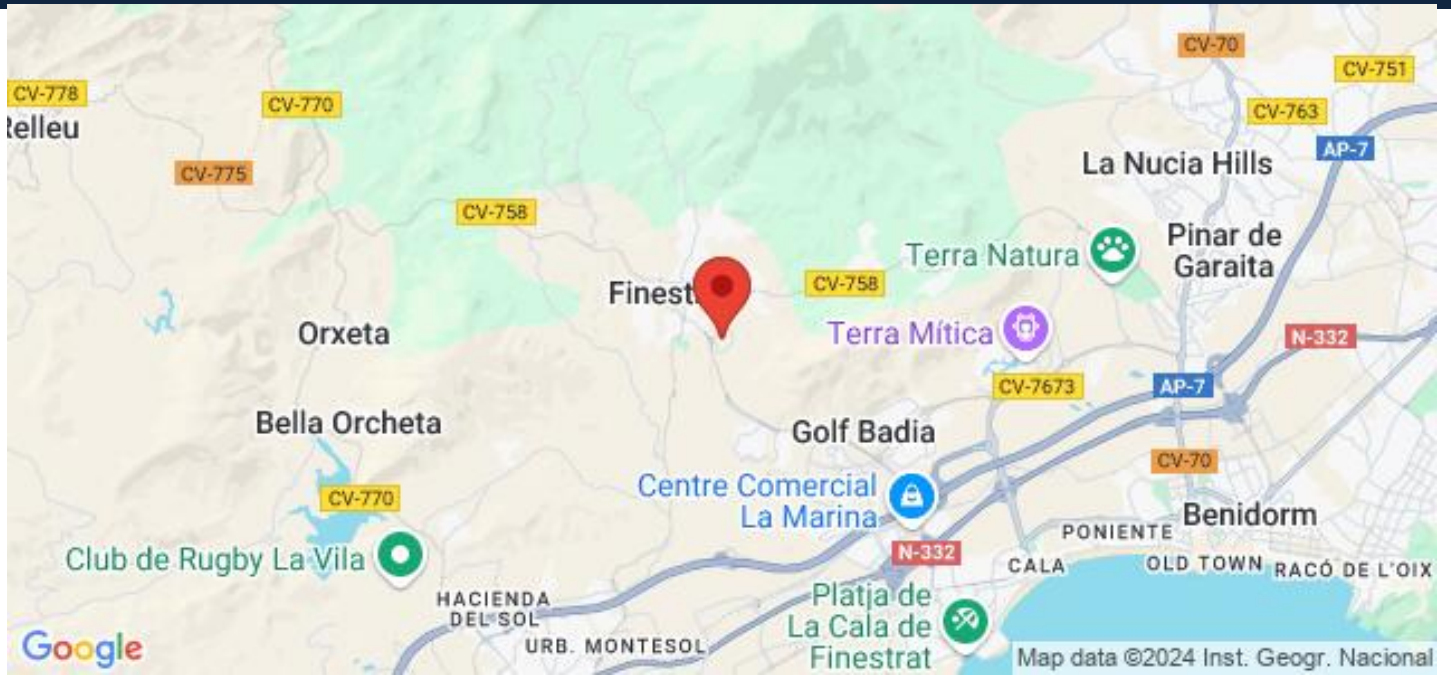 CV-70
CV-751
CV-778
CV-770
CV-763
Relleu
AP-7
La Nucia Hills
CV-775
CV-758
Terra Natura
Pinar de
Garaita
Finest
CV-758
Orxeta
Terra Mítica
N-332
CV-7673
AP-7
Bella Orcheta
Golf Badia
CV-70
Centre Comercial
La Marina
CV-770
Benidorm
PONIENTE
Club de Rugby La Vila
N-332
CALA
OLD TOWN
RACÓ DE L'OIX
HACIENDA
DEL SOL
Platja de
La Cala de
Finestrat
URB. MONTESOL
Google
Map data ©2024 Inst. Geogr. Nacional